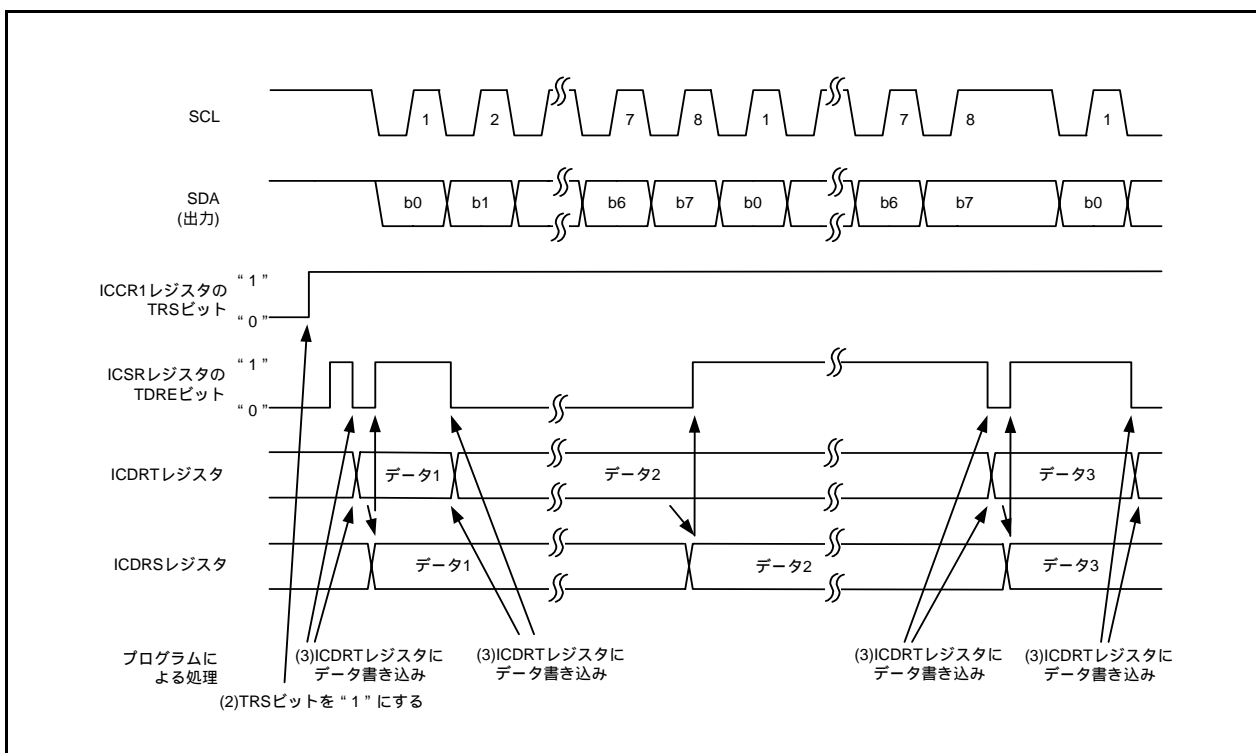 SCL
1 2 7 8 1 7 8 1
SDA
(出力)
b0 b1 b6 b7 b0 b6 b7 b0
ICCR1レジスタの
TRSビット
“ 1 ”
“ 0 ”
ICSRレジスタの
TDREビット
“ 1 ”
“ 0 ”
ICDRTレジスタ
データ1 データ2 データ3
ICDRSレジスタ
データ1 データ2 データ3
プログラムに
よる処理
(3)ICDRTレジスタに
データ書き込み
(3)ICDRTレジスタに
データ書き込み
(3)ICDRTレジスタに
データ書き込み
(3)ICDRTレジスタに
データ書き込み
(2)TRSビットを“ 1 ”にする